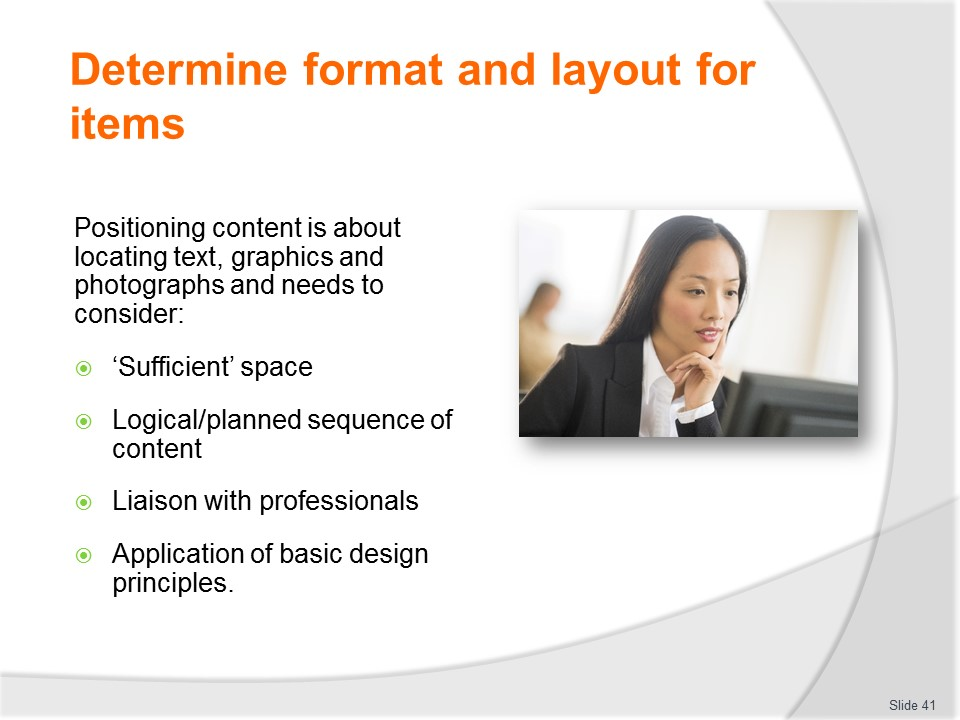 Determine format and layout for
items
Positioning content is about
locating text, graphics and
photographs and needs to
consider:
‘Sufficient’ space
Logical/planned sequence of
content
Liaison with professionals
Application of basic design
principles.
Slide 41